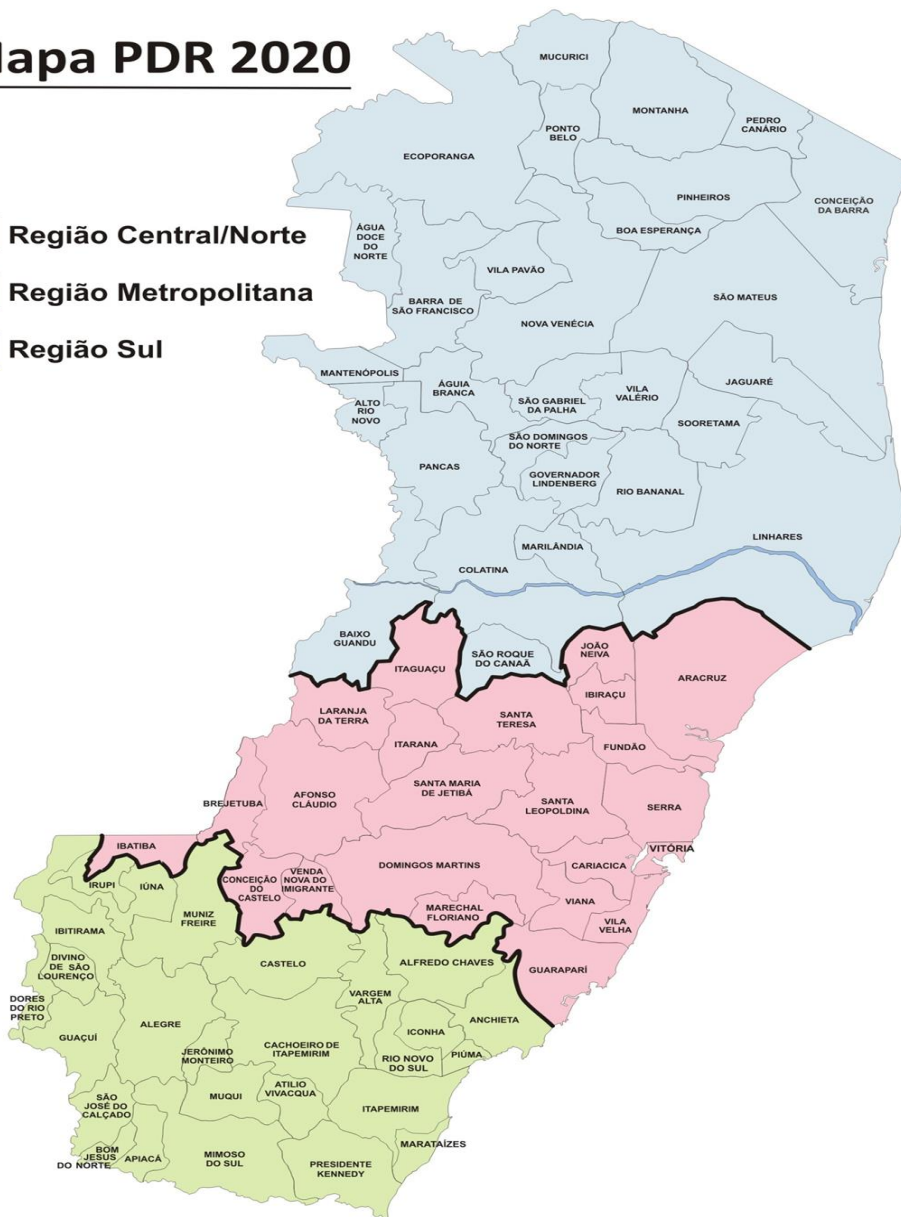 lapa PDR 2020
Região Central/Norte
Região Metropolitana
Região Sul
MUCURICI
MONTANHA
PEDRO
CANÁRIO
PONTO
BELO
ECOPORANGA
PINHEIROS
CONCEIÇÃO
DA BARRA
ÁGUA
DOCE
DO
NORTE
BOA ESPERANÇA
VILA PAVÃO
BARRA DE
SÃO FRANCISCO
SÃO MATEUS
NOVA VENÉCIA
MANTENÓPOLIS
ÁGUIA
BRANCA
JAGUARÉ
ALTO
RIO
NOVO
SÃO GABRIEL
DA PALHA
VILA
VALÉRIO
SOORETAMA
SÃO DOMINGOS
DO NORTE
PANCAS
GOVERNADOR
LINDENBERG
RIO BANANAL
LINHARES
MARILÂNDIA
COLATINA
BAIXO
GUANDU
SÃO ROQUE
DO CANAÃ
JOÃO
NEIVA
ITAGUAÇU
ARACRUZ
IBIRAÇU
LARANJA
DA TERRA
SANTA
TERESA
ITARANA
FUNDÃO
SANTA MARIA
DE JETIBÁ
AFONSO
CLÁUDIO
BREJETUBA
SANTA
LEOPOLDINA
SERRA
IBATIBA
VITÓRIA
DOMINGOS MARTINS
CARIACICA
CONCEIÇÃO
DO
CASTELO
VENDA
NOVA DO
IMIGRANTE
IRUPI
IÚNA
VIANA
MARECHAL
FLORIANO
MUNIZ
FREIRE
VILA
VELHA
IBITIRAMA
DIVINO
DE SÃO
LOURENÇO
CASTELO
ALFREDO CHAVES
GUARAPARÍ
DORES
DO RIO
PRETO
VARGEM
ALTA
ANCHIETA
ALEGRE
GUAÇUÍ
ICONHA
JERÔNIMO
MONTEIRO
CACHOEIRO DE
ITAPEMIRIM
RIO NOVO
DO SUL
PIÚMA
MUQUI
ATILIO
VIVACQUA
SÃO
JOSÉ DO
CALÇADO
ITAPEMIRIM
MARATAÍZES
BOM
JESUS
DO NORTE
APIACÁ
MIMOSO
DO SUL
PRESIDENTE
KENNEDY